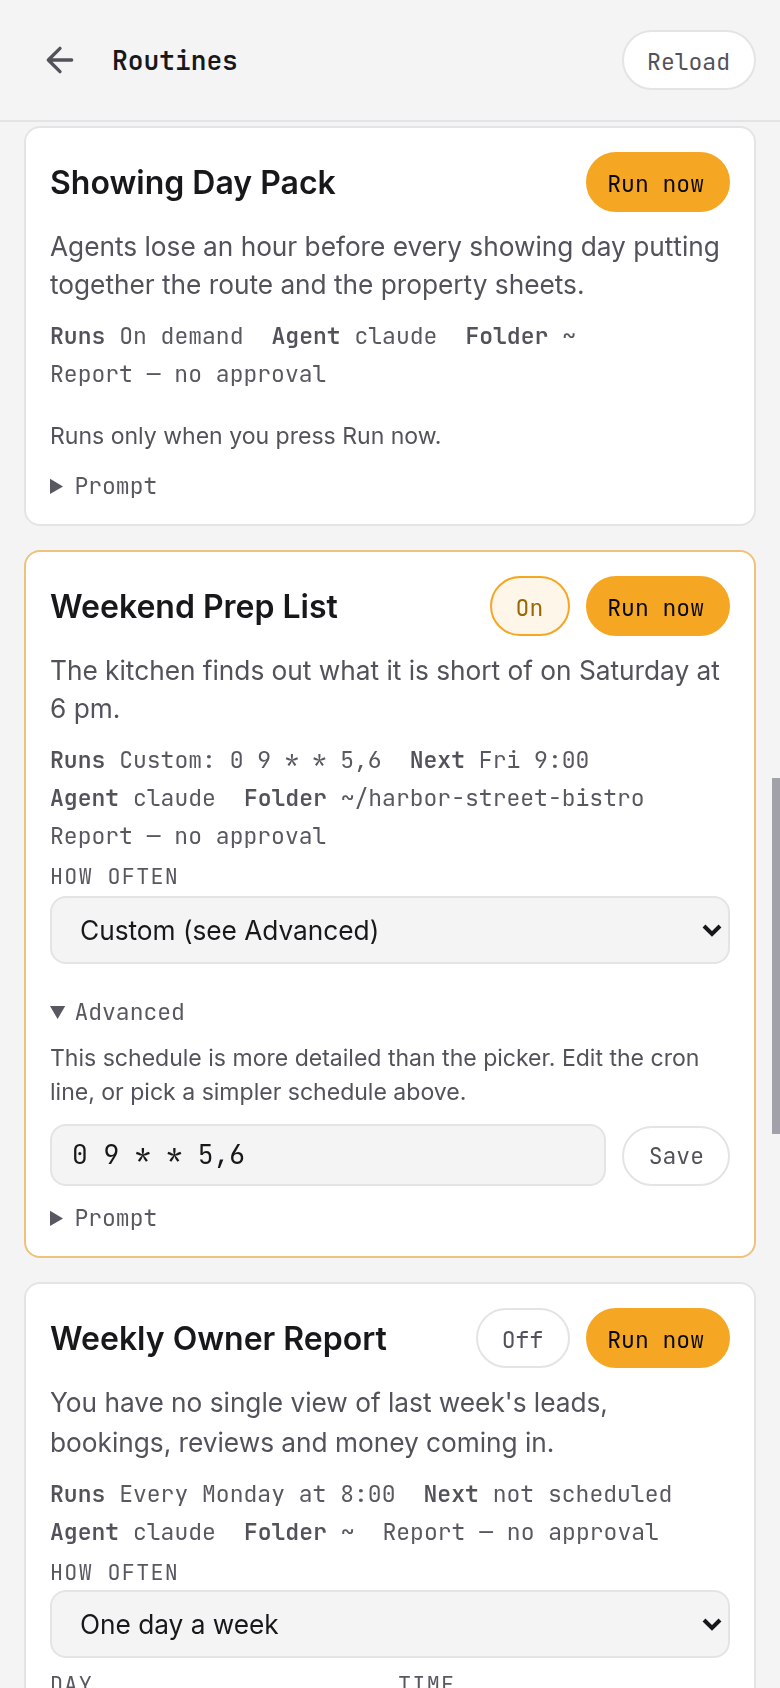 Routines
Reload
Showing Day Pack
Run now
Agents lose an hour before every showing day putting
together the route and the property sheets.
Runs On demand Agent claude Folder ~
Report — no approval
Runs only when you press Run now.
Prompt
Weekend Prep List
On
Run now
The kitchen finds out what it is short of on Saturday at
6 pm.
Runs Custom: 0 9 * * 5,6 Next Fri 9:00
Agent claude Folder ~/harbor-street-bistro
Report — no approval
HOW OFTEN
Custom (see Advanced)
Advanced
This schedule is more detailed than the picker. Edit the cron
line, or pick a simpler schedule above.
0 9 * * 5,6
Save
Prompt
Weekly Owner Report
Off
Run now
You have no single view of last week's leads,
bookings, reviews and money coming in.
Runs Every Monday at 8:00 Next not scheduled
Agent claude Folder ~ Report — no approval
HOW OFTEN
One day a week
DAY
TIME